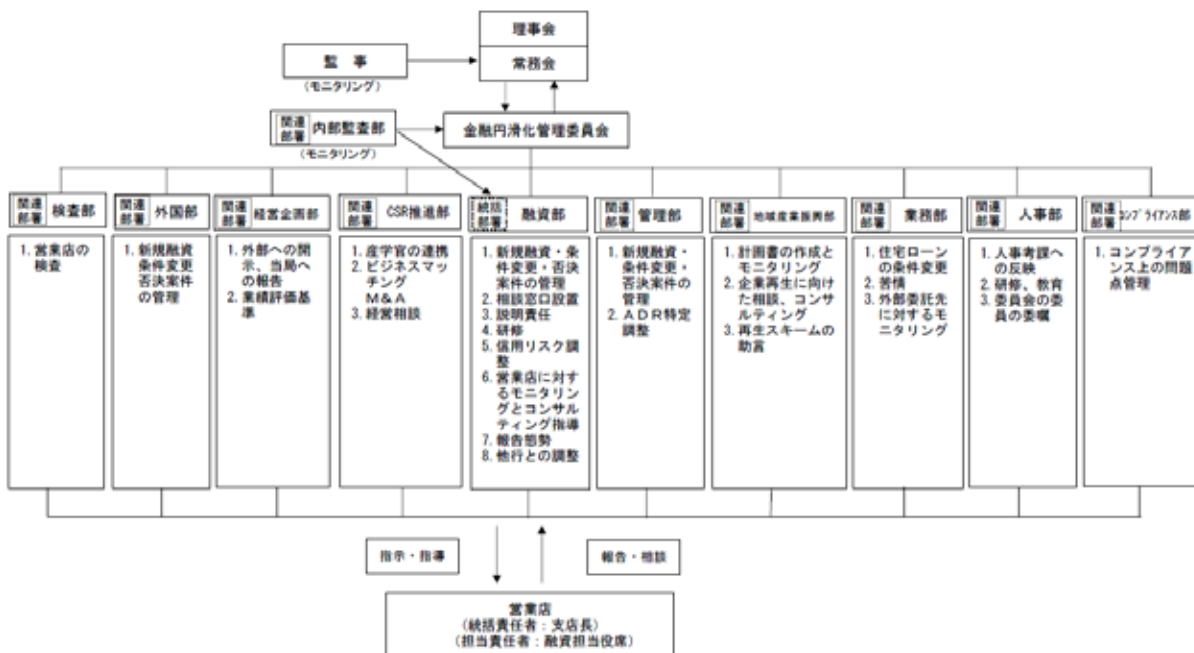 理事会
監 事
常務会
(モニタリング)
関連部署 内部監査部
金融円滑化管理委員会
(モニタリング)
関連部署 検査部
1. 営業店の
検査
関連部署 外国部
1. 新規融資・
条件変更・
否決案件
の管理
関連部署 経営企画部
1. 外部への開
示、当局へ
の報告
2. 業績評価基
準
関連部署 CSR推進部
1. 産学官の連携
2. ビジネスマッ
チング
M&A
3. 経営相談
統括部署 融資部
1. 新規融資・条
件変更・否決
案件の管理
2. 相談窓口設置
3. 説明責任
4. 研修
5. 信用リスク調
整
6. 営業店に対す
るモニタリン
グとコンサル
ティング指導
7. 報告態勢
8. 他行との調整
関連部署 管理部
1. 新規融資・
条件変更・
否決案件の
管理
2. ADR特定
調整
関連部署 地域産業振興部
1. 計画書の作成と
モニタリング
2. 企業再生に向け
た相談、コンサ
ルティング
3. 再生スキームの
助言
関連部署 業務部
1. 住宅ローン
の条件変更
2. 苦情
3. 外部委託先
に対するモ
ニタリング
関連部署 人事部
1. 人事考課へ
の反映
2. 研修、教育
3. 委員会の委
員の委嘱
関連部署 コンプライアンス部
1. コンプライア
ンス上の問題
点管理
指示・指導
報告・相談
営業店
(統括責任者:支店長)
(担当責任者:融資担当役席)